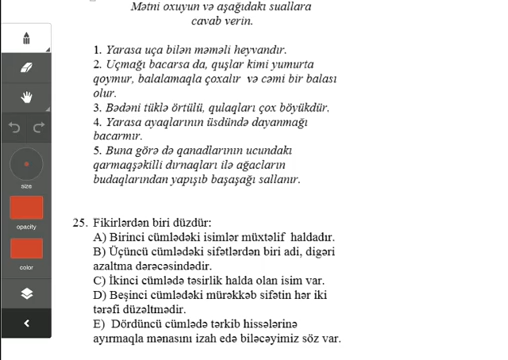 Mətni oxuyun və aşağıdakı suallara
cavab verin.
1. Yarasa uça bilən məməli heyvandır.
2. Uçmağı bacarsa da, quşlar kimi yumurta
qoymur, balalamaqla çoxalır və cəmi bir balası
olur.
3. Bədəni tüklə örtülü, qulaqları çox böyükdür.
4. Yarasa ayaqlarının üsdündə dayanmağı
bacarmır.
5. Buna görə də qanadlarının ucundakı
qarmaqşəkilli dırnaqları ilə ağacların
budaqlarından yapışıb başaşağı sallanır.
25. Fikirlərdən biri düzdür:
A) Birinci cümlədəki isimlər müxtəlif haldadır.
B) Üçüncü cümlədəki sifətlərdən biri adi, digəri
azaltma dərəcəsindədir.
C) İkinci cümlədə təsirlik halda olan isim var.
D) Beşinci cümlədəki mürəkkəb sifətin hər iki
tərəfi düzəltmədir.
E) Dördüncü cümlədə tərkib hissələrinə
ayırmaqla mənasını izah edə biləcəyimiz söz var.
size
opacity
color